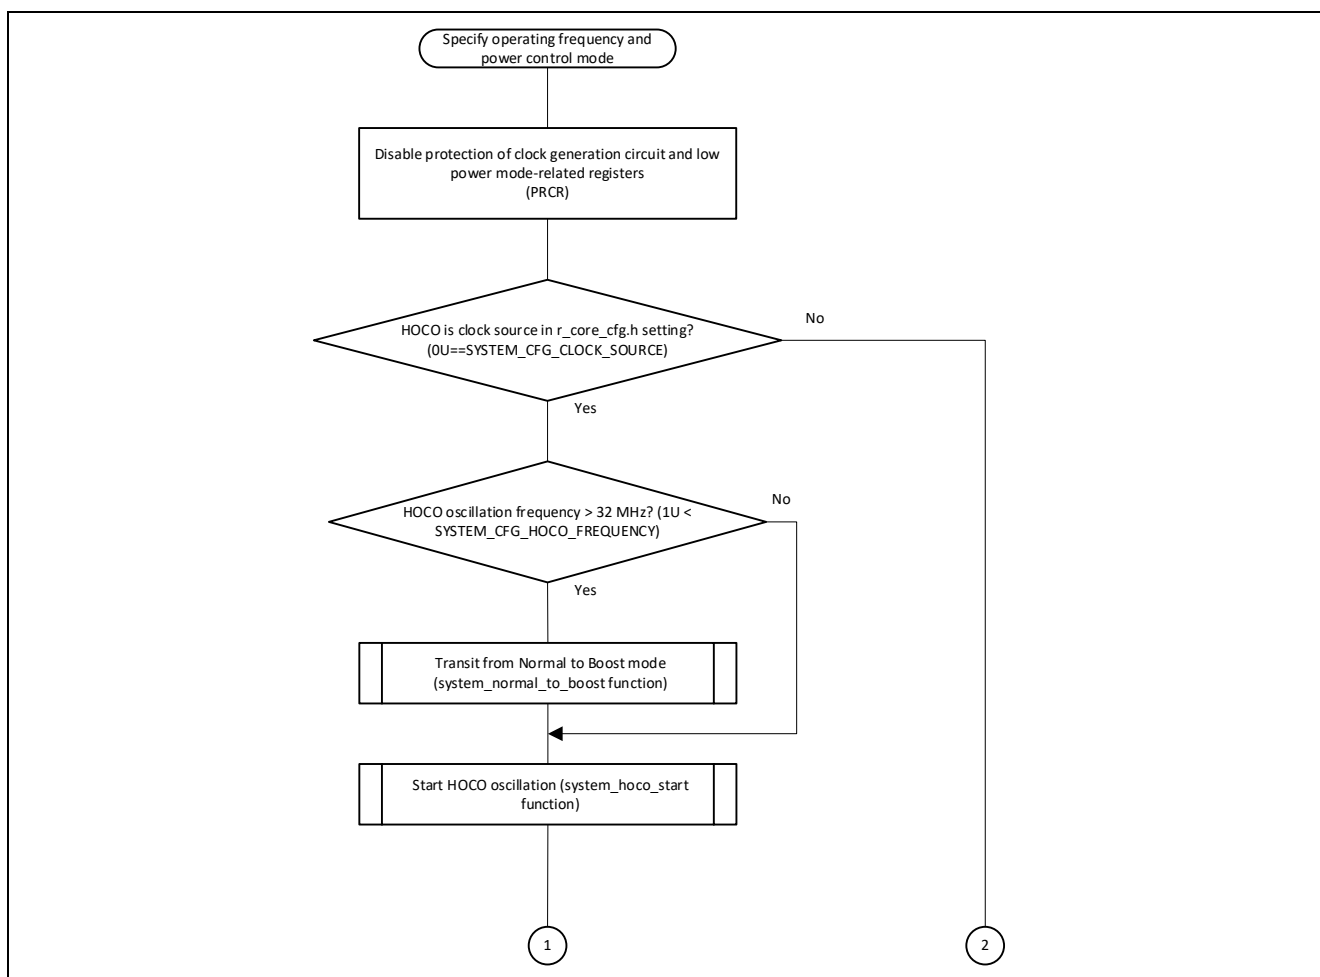 Specify operating frequency and
power control mode
Disable protection of clock generation circuit and low
power mode-related registers
(PRCR)
HOCO is clock source in r_core_cfg.h setting?
(0U==SYSTEM_CFG_CLOCK_SOURCE)
No
Yes
HOCO oscillation frequency > 32 MHz? (1U <
SYSTEM_CFG_HOCO_FREQUENCY)
No
Yes
Transit from Normal to Boost mode
(system_normal_to_boost function)
Start HOCO oscillation (system_hoco_start
function)
1
2